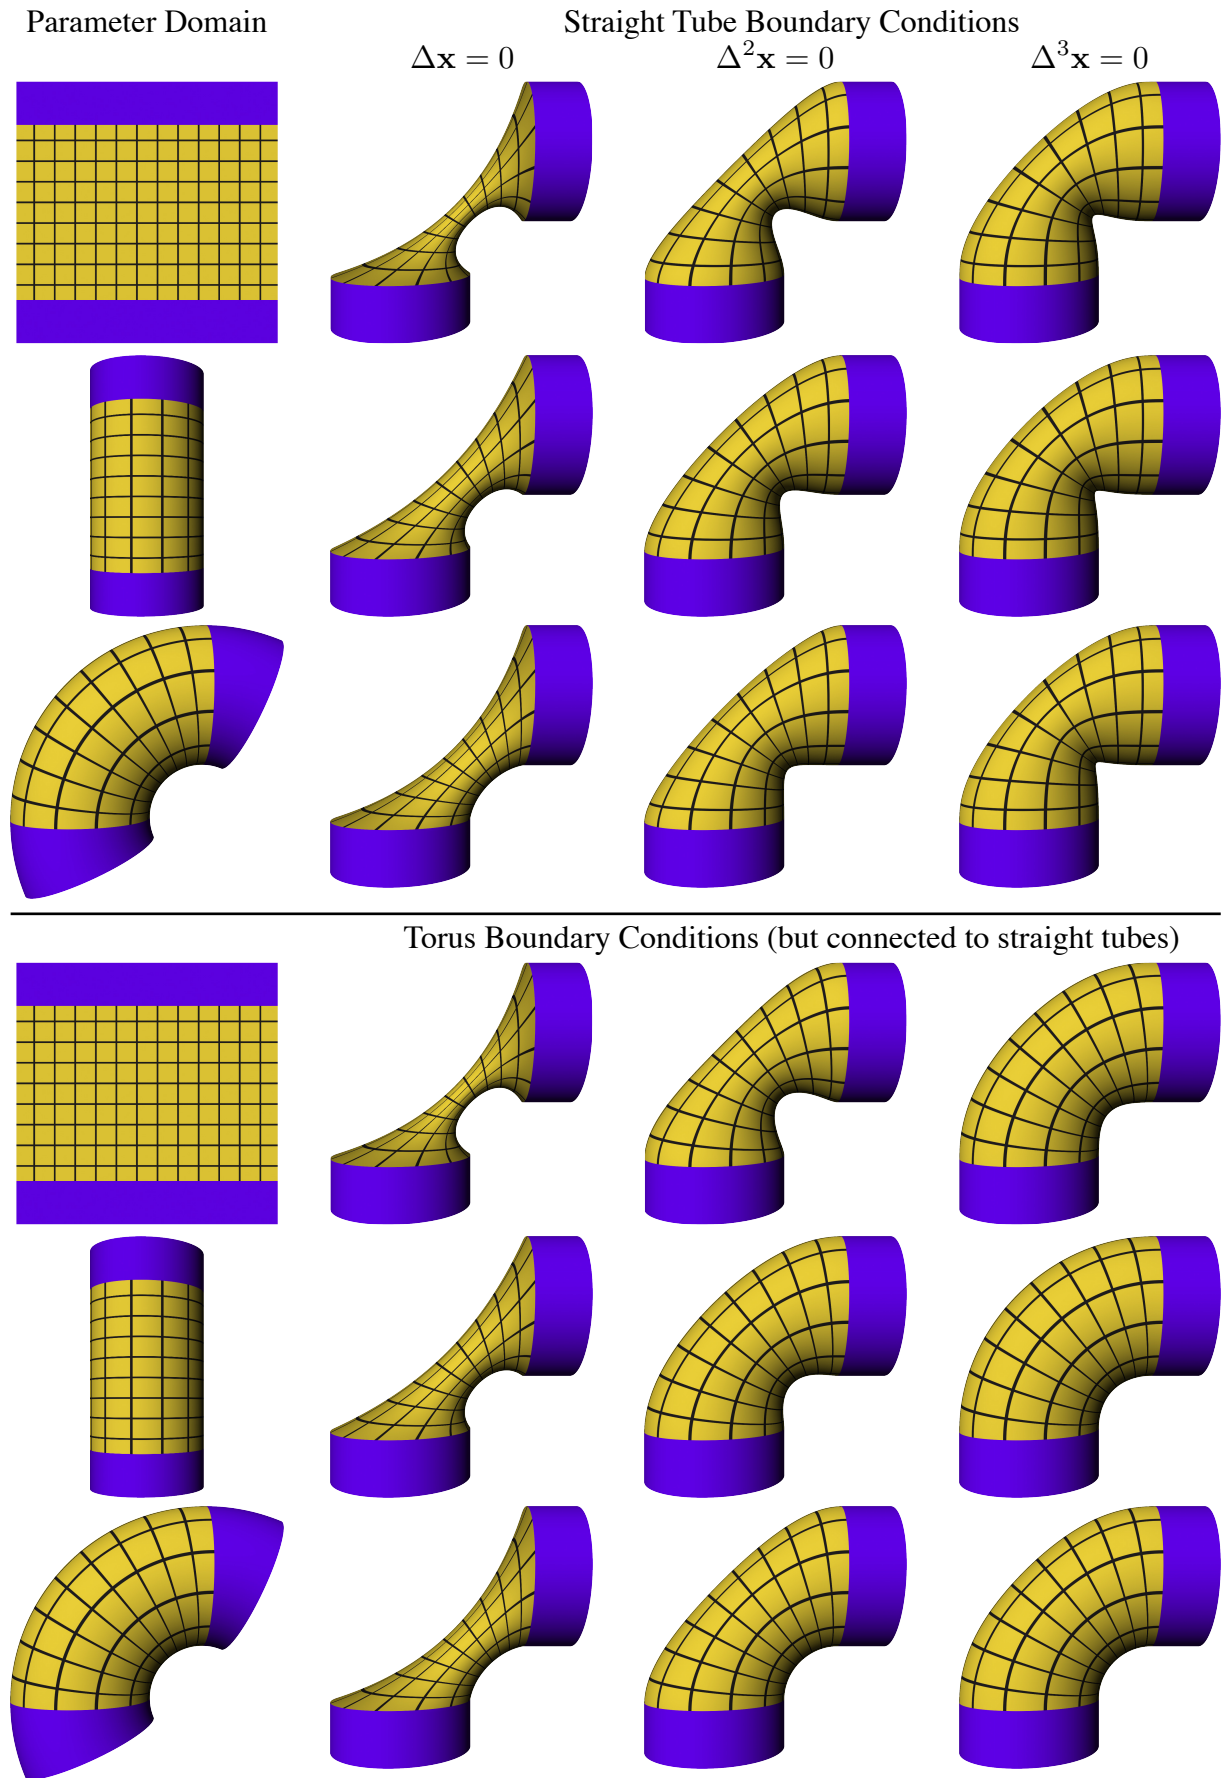 Parameter Domain
Straight Tube Boundary Conditions
Δx = 0
Δ²x = 0
Δ³x = 0
Torus Boundary Conditions (but connected to straight tubes)